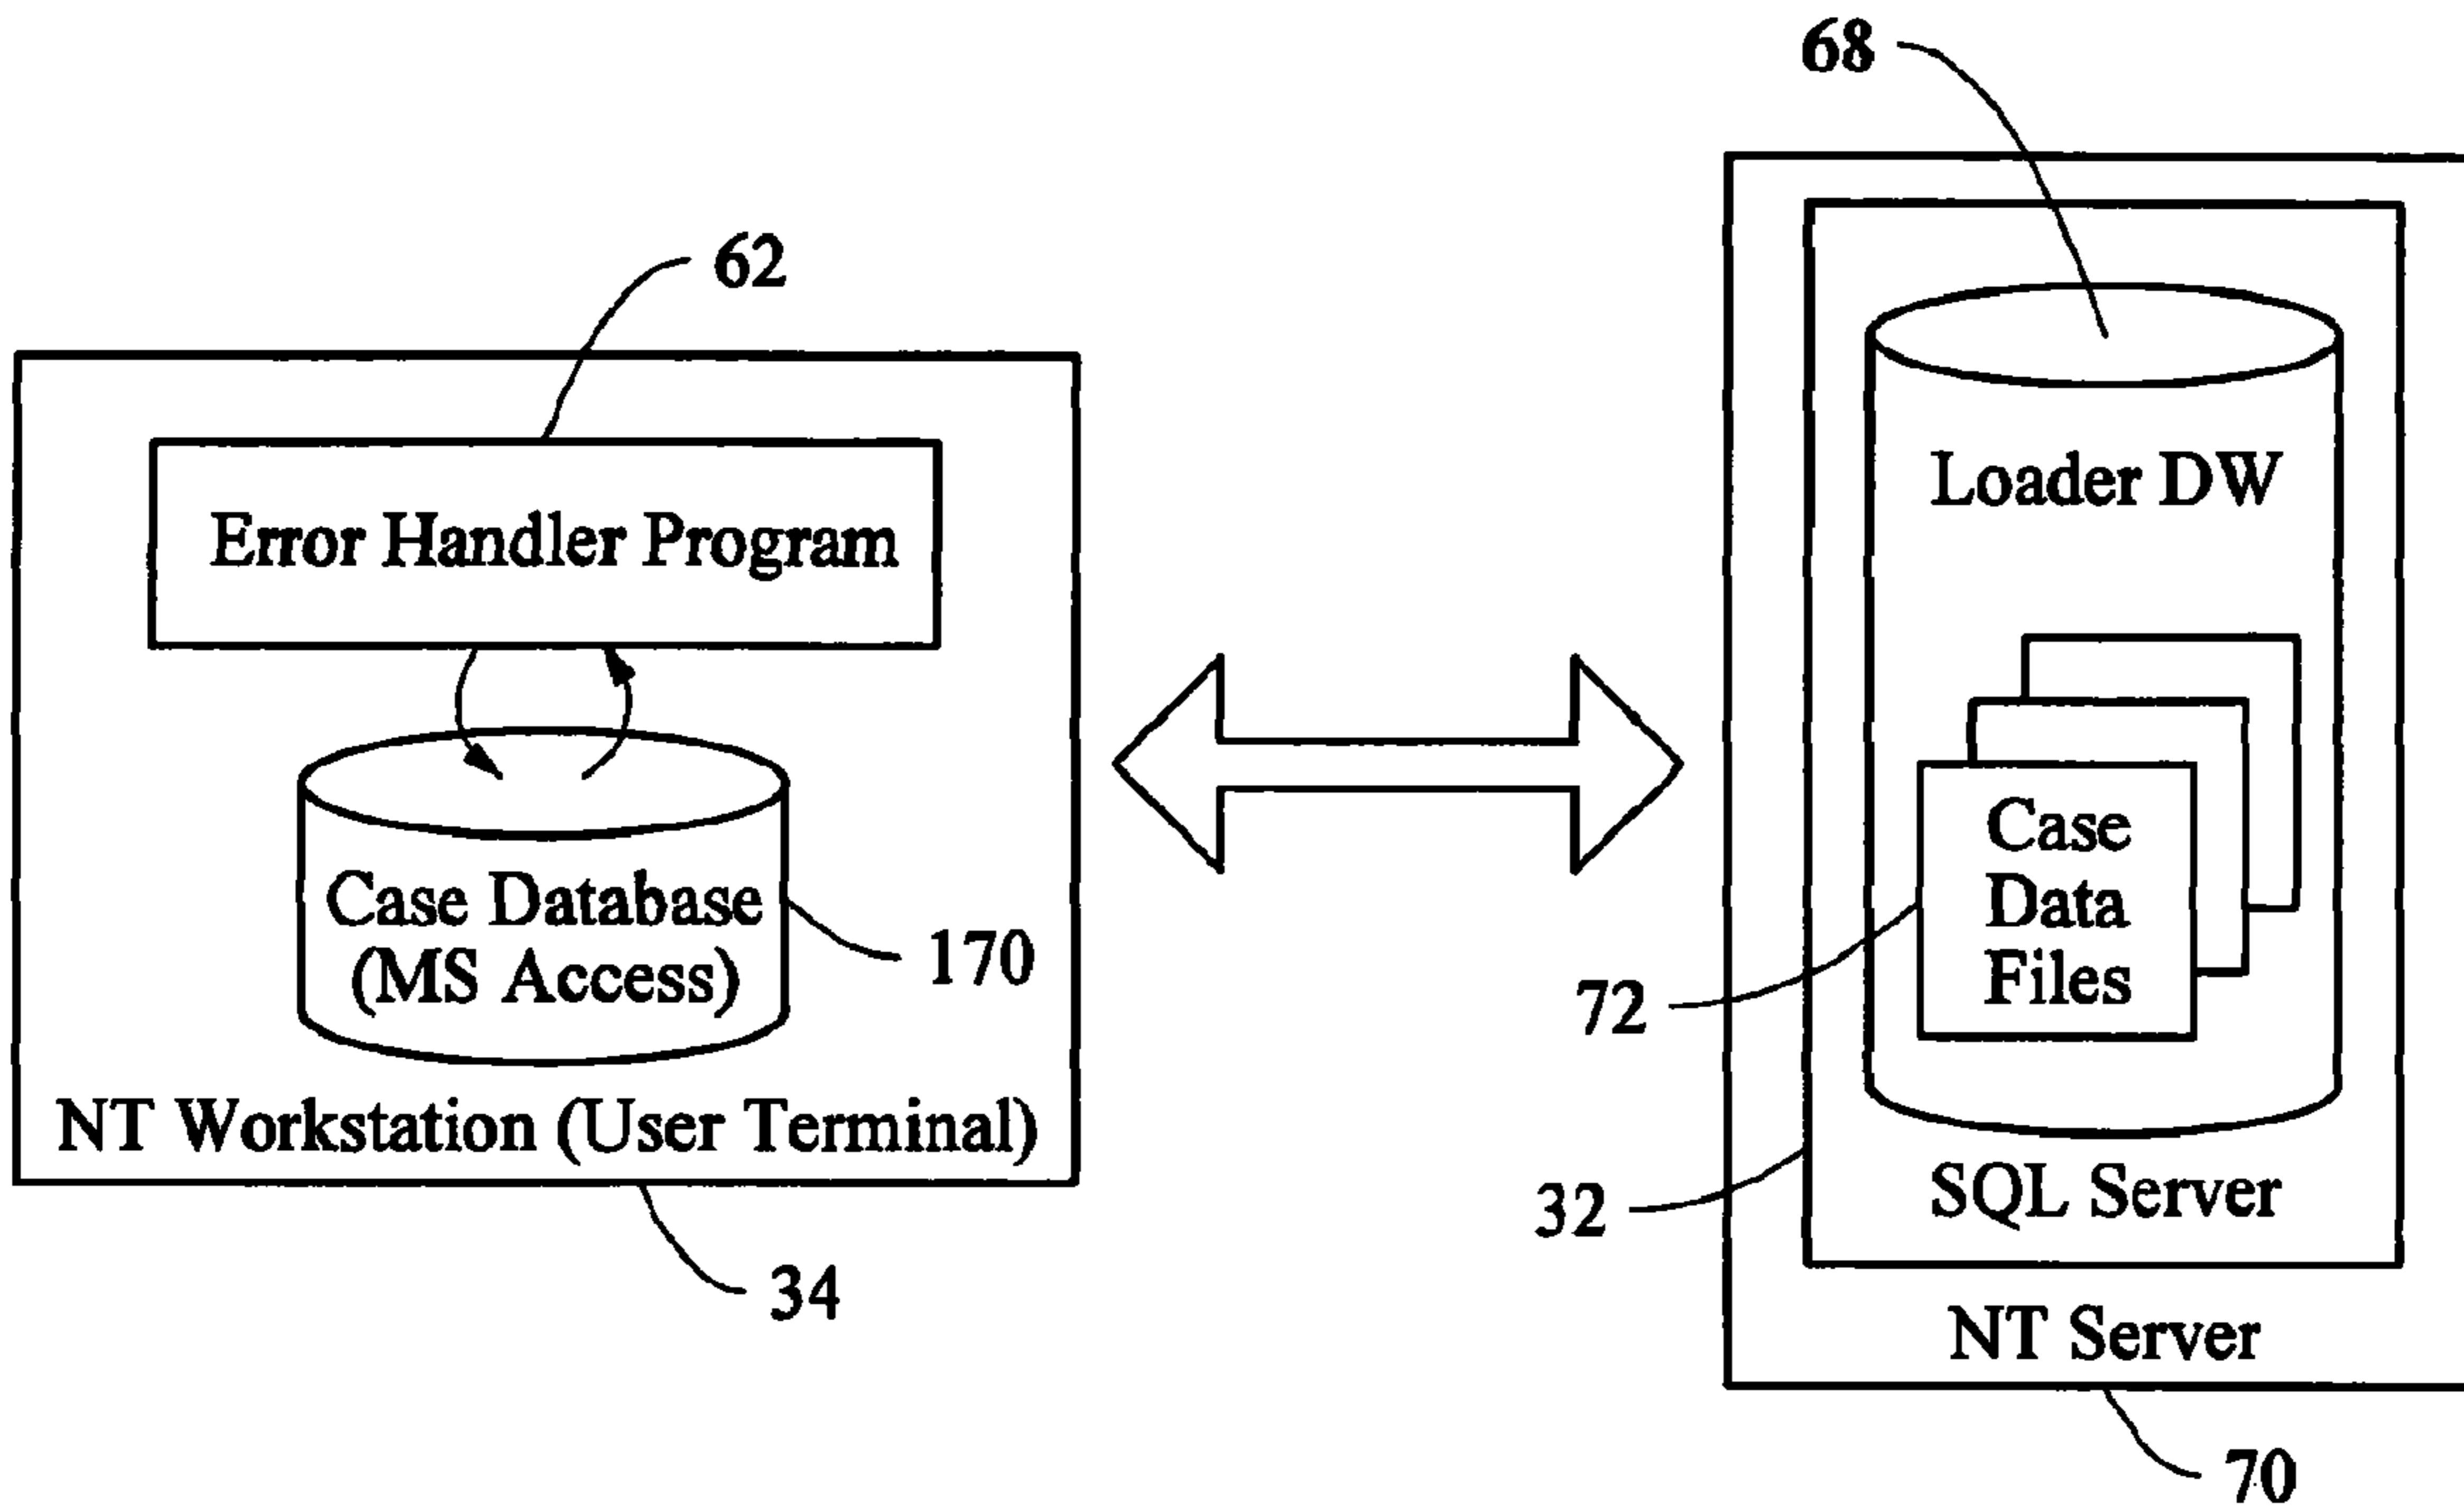 68
62
Error Handler Program
Case Database
(MS Access)
170
NT Workstation (User Terminal)
34
Loader DW
Case
Data
Files
72
32
SQL Server
NT Server
70